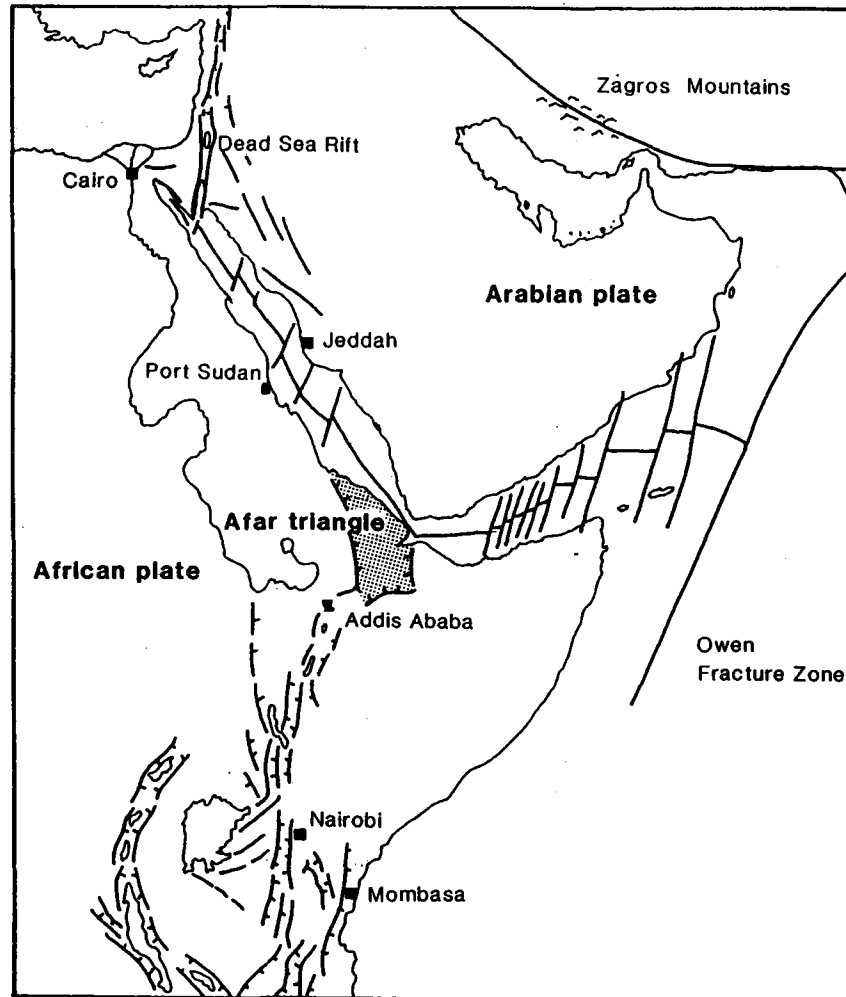 Zagros Mountains
Dead Sea Rift
Cairo
Arabian plate
Jeddah
Port Sudan
Afar triangle
African plate
Addis Ababa
Owen
Fracture Zone
Nairobi
Mombasa